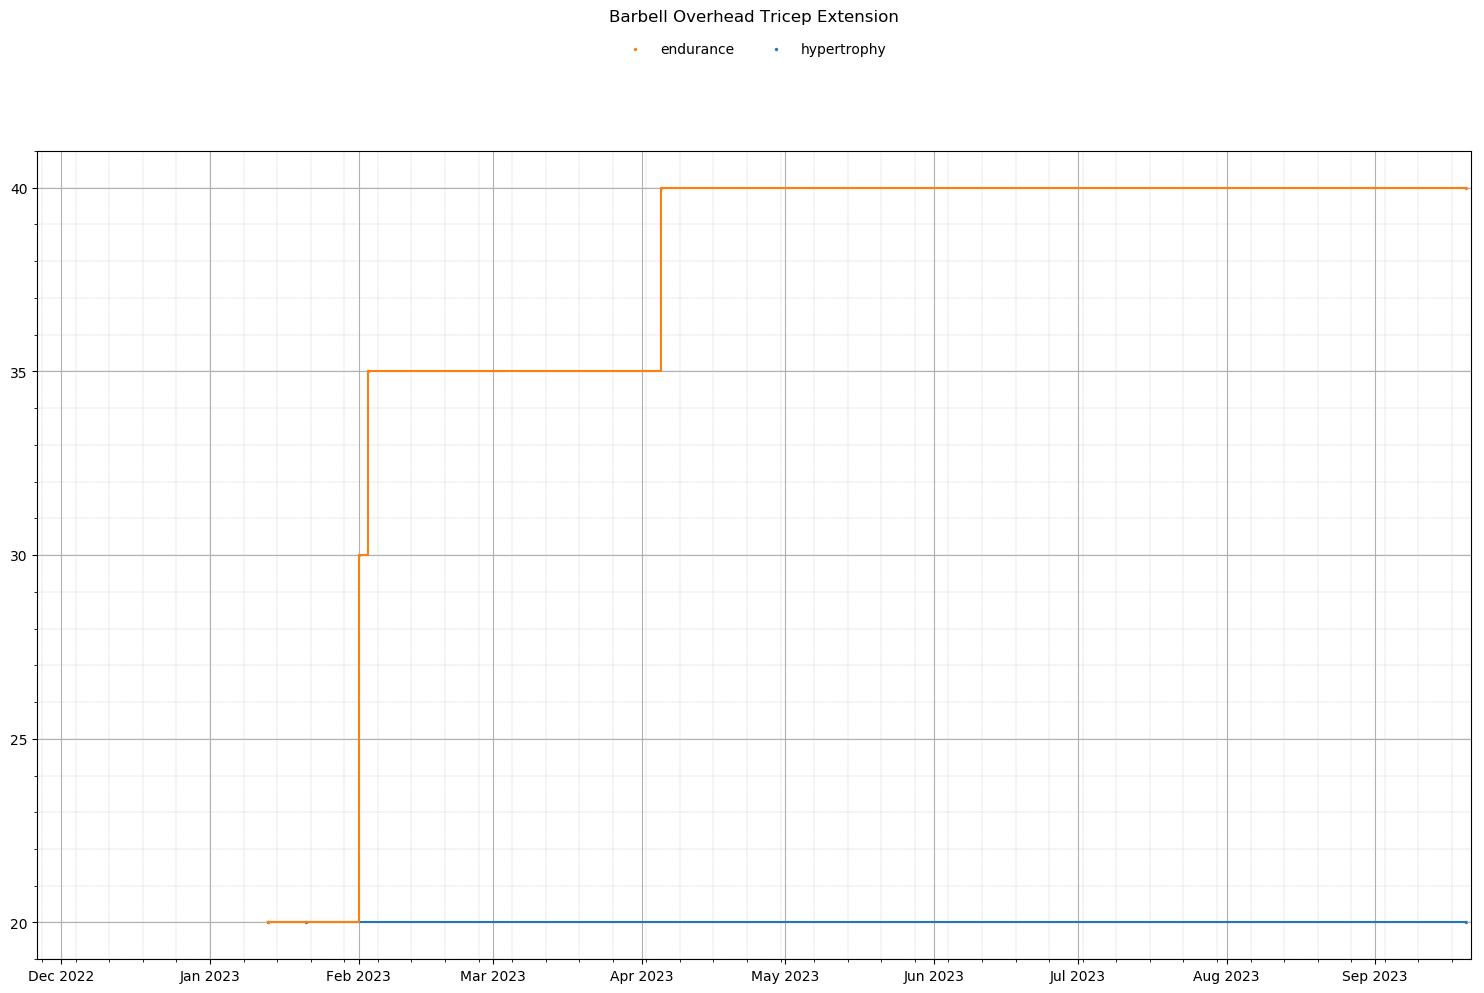 Barbell Overhead Tricep Extension
endurance hypertrophy
40
35
30
25
20
Dec 2022 Jan 2023 Feb 2023 Mar 2023 Apr 2023 May 2023 Jun 2023 Jul 2023 Aug 2023 Sep 2023